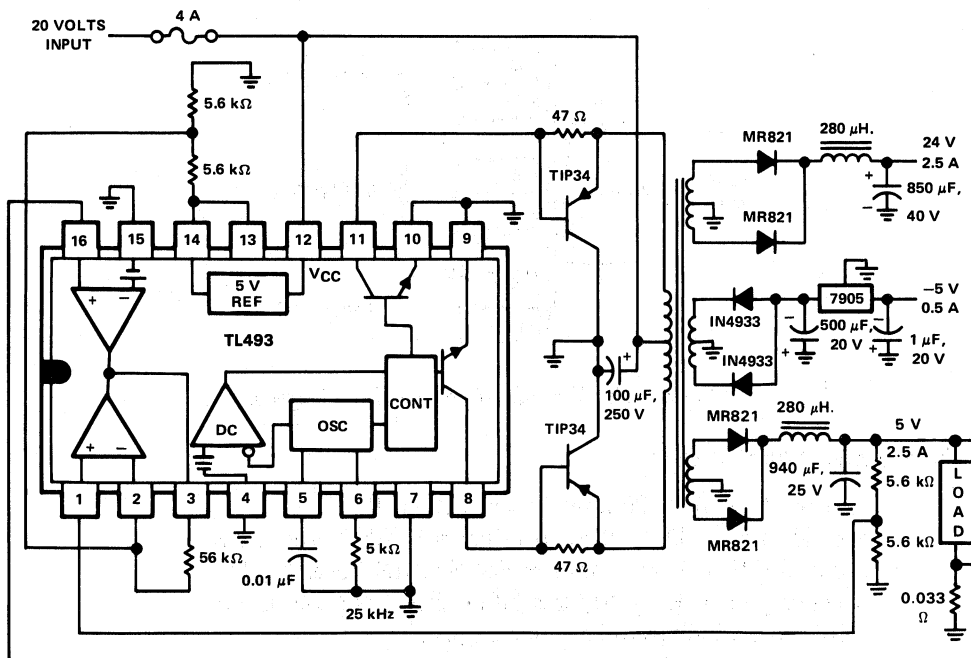 20 VOLTS
INPUT
4 A
5.6 kΩ
5.6 kΩ
47 Ω
TIP34
MR821
MR821
280 μH.
24 V
2.5 A
+
850 μF,
40 V
−
16
15
14
13
12
11
10
9
+
−
5 V
REF
VCC
TL493
+
−
DC
OSC
CONT
1
2
3
4
5
6
7
8
56 kΩ
0.01 μF
5 kΩ
25 kHz
+
100 μF,
250 V
TIP34
47 Ω
IN4933
IN4933
−
500 μF,
20 V
+
7905
−
1 μF,
20 V
+
−5 V
0.5 A
MR821
MR821
280 μH.
5 V
2.5 A
940 μF,
25 V
5.6 kΩ
5.6 kΩ
LOAD
0.033
Ω